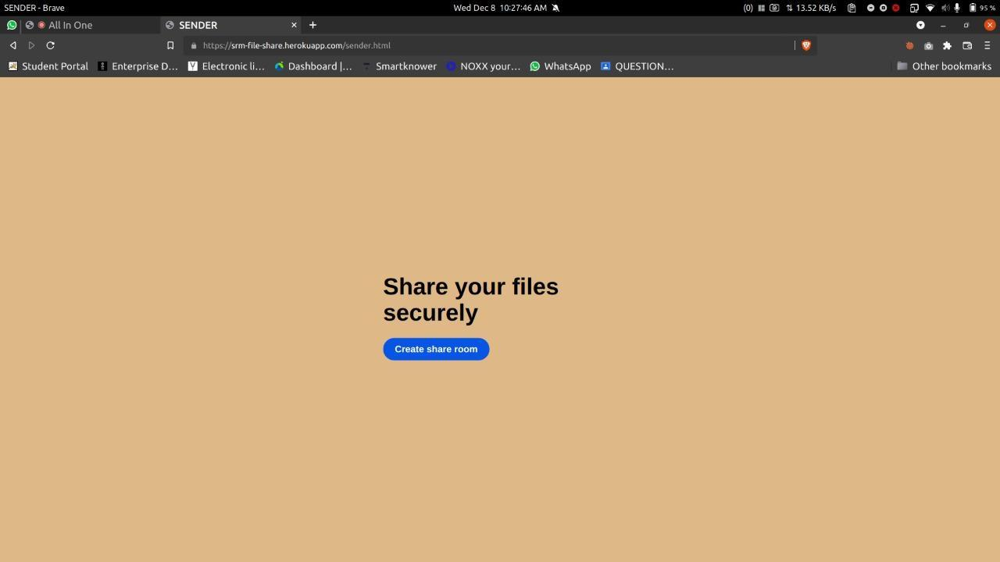 SENDER - Brave
Wed Dec 8 10:27:46 AM
(0)
13.52 KB/s
95 %
All In One
SENDER
https://srm-file-share.herokuapp.com/sender.html
Student Portal
Enterprise D...
Electronic li...
Dashboard |...
Smartknower
NOXX your...
WhatsApp
QUESTION...
Other bookmarks
Share your files
securely
Create share room